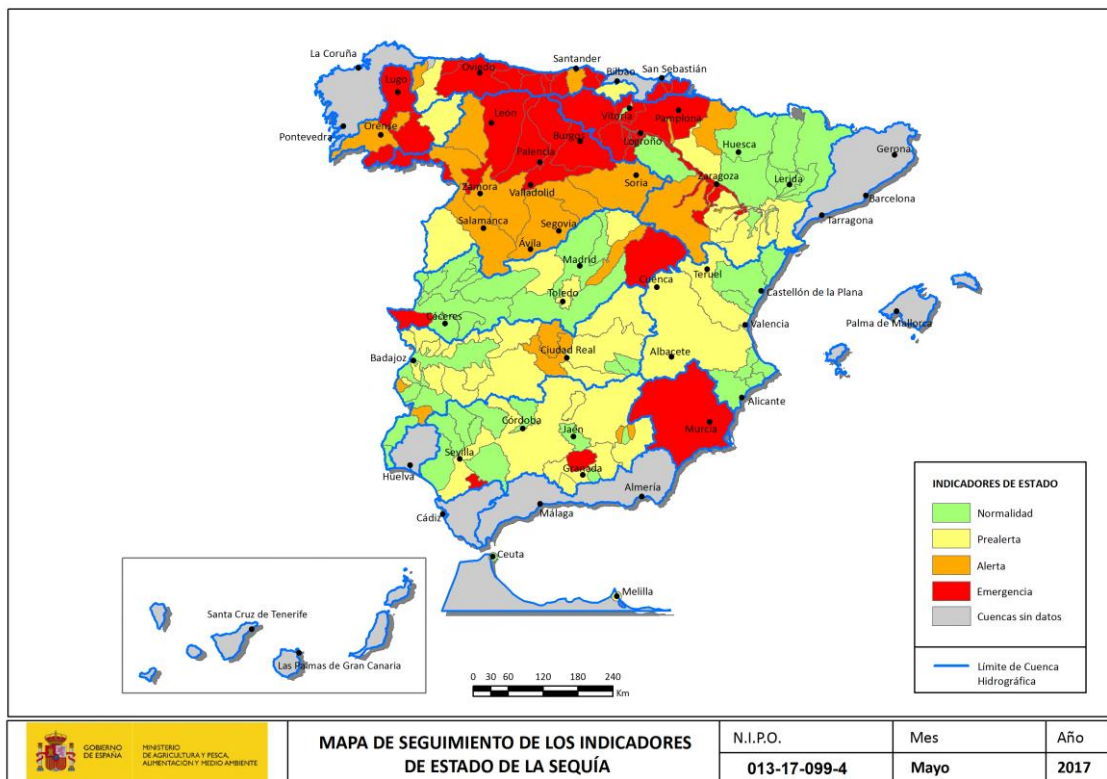 La Coruña
Lugo
Oviedo
Santander
Bilbao
San Sebastián
Pontevedra
Orense
León
Vitoria
Pamplona
Burgos
Logroño
Palencia
Huesca
Gerona
Zamora
Valladolid
Soria
Zaragoza
Lerida
Barcelona
Tarragona
Salamanca
Segovia
Ávila
Madrid
Teruel
Cuenca
Toledo
Castellón de la Plana
Cáceres
Valencia
Palma de Mallorca
Badajoz
Ciudad Real
Albacete
Alicante
Córdoba
Jaén
Murcia
Sevilla
Huelva
Granada
Almería
Cádiz
Málaga
Ceuta
Melilla
Santa Cruz de Tenerife
Las Palmas de Gran Canaria
0 30 60 120 180 240
Km
INDICADORES DE ESTADO
Normalidad
Prealerta
Alerta
Emergencia
Cuencas sin datos
Límite de Cuenca
Hidrográfica
GOBIERNO
DE ESPAÑA
MINISTERIO
DE AGRICULTURA Y PESCA,
ALIMENTACIÓN Y MEDIO AMBIENTE
MAPA DE SEGUIMIENTO DE LOS INDICADORES
DE ESTADO DE LA SEQUÍA
N.I.P.O.
013-17-099-4
Mes
Mayo
Año
2017